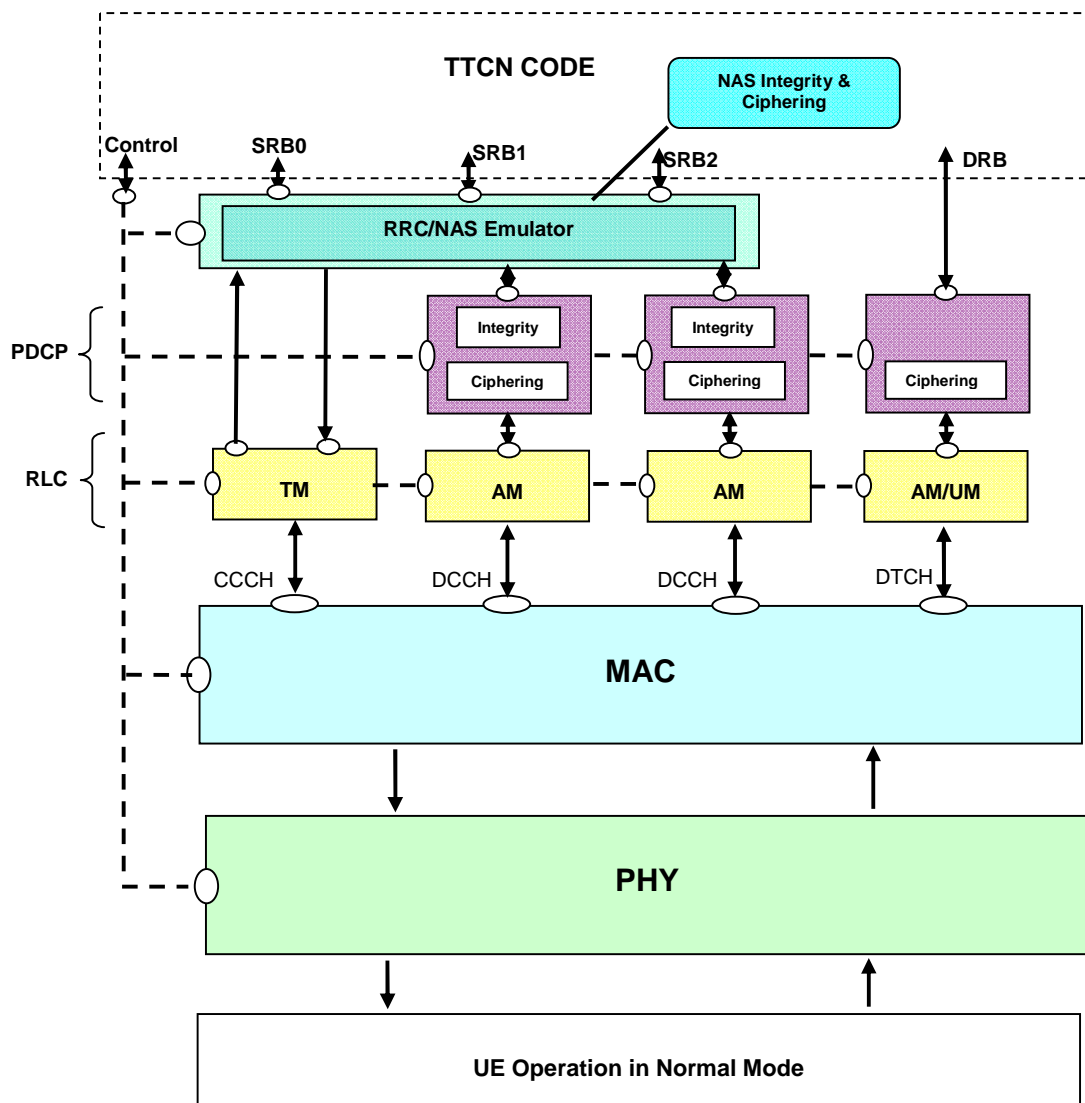 TTCN CODE
NAS Integrity &
Ciphering
Control
SRB0
SRB1
SRB2
DRB
RRC/NAS Emulator
PDCP
Integrity
Integrity
Ciphering
Ciphering
Ciphering
RLC
TM
AM
AM
AM/UM
CCCH
DCCH
DCCH
DTCH
MAC
PHY
UE Operation in Normal Mode